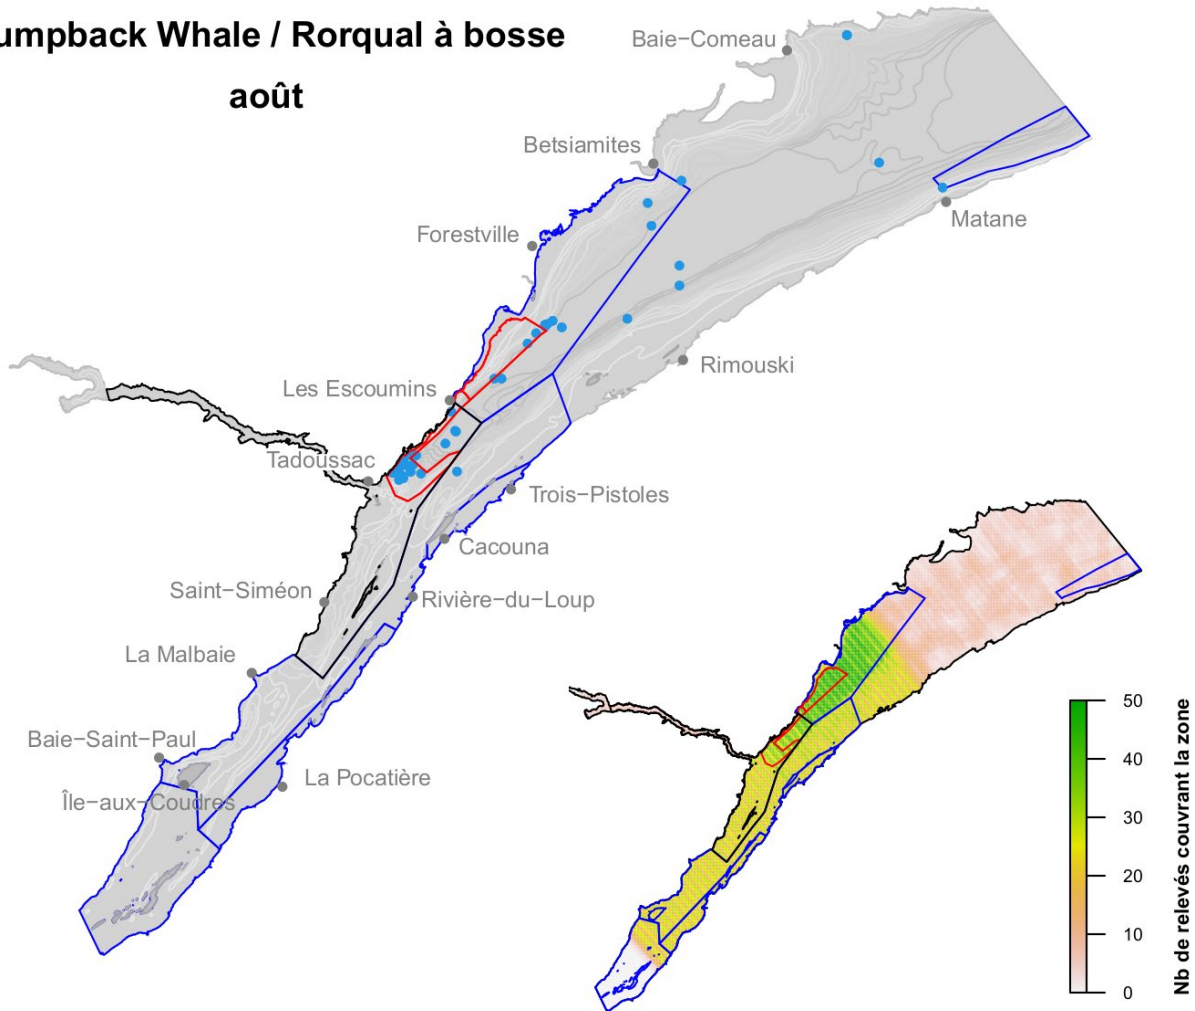 umpback Whale / Rorqual à bosse
août
Baie−Comeau
Betsiamites
Matane
Forestville
Rimouski
Les Escoumins
Tadoussac
Trois−Pistoles
Cacouna
Saint−Siméon
Rivière−du−Loup
La Malbaie
Baie−Saint−Paul
La Pocatière
Île−aux−Coudres
50
40
30
20
10
0
Nb de relevés couvrant la zone